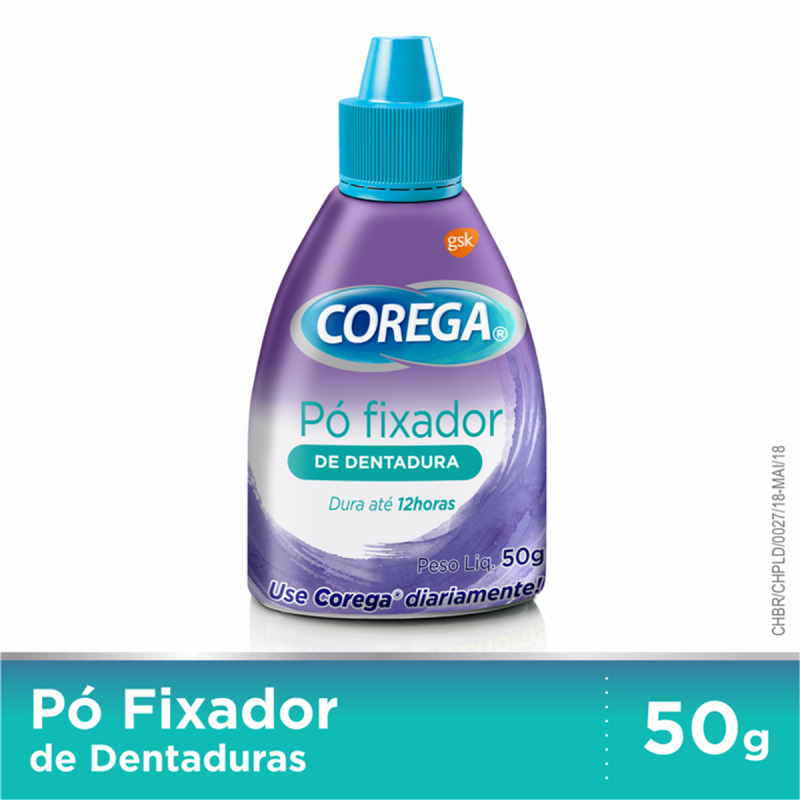 gsk
COREGA®
Pó fixador
DE DENTADURA
Dura até 12horas
Peso Liq. 50g
Use Corega® diariamente!
CHBR/CHPLD/0027/18-MAI/18
Pó Fixador
de Dentaduras
50g